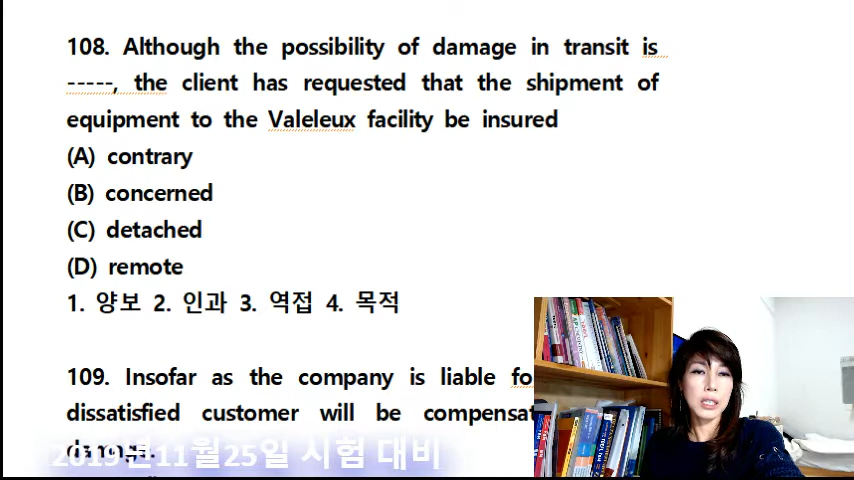 108. Although the possibility of damage in transit is
-----, the client has requested that the shipment of
equipment to the Valeleux facility be insured
(A) contrary
(B) concerned
(C) detached
(D) remote
1. 양보 2. 인과 3. 역접 4. 목적
109. Insofar as the company is liable fo
dissatisfied customer will be compensat
2019년11월25일 시험 대비